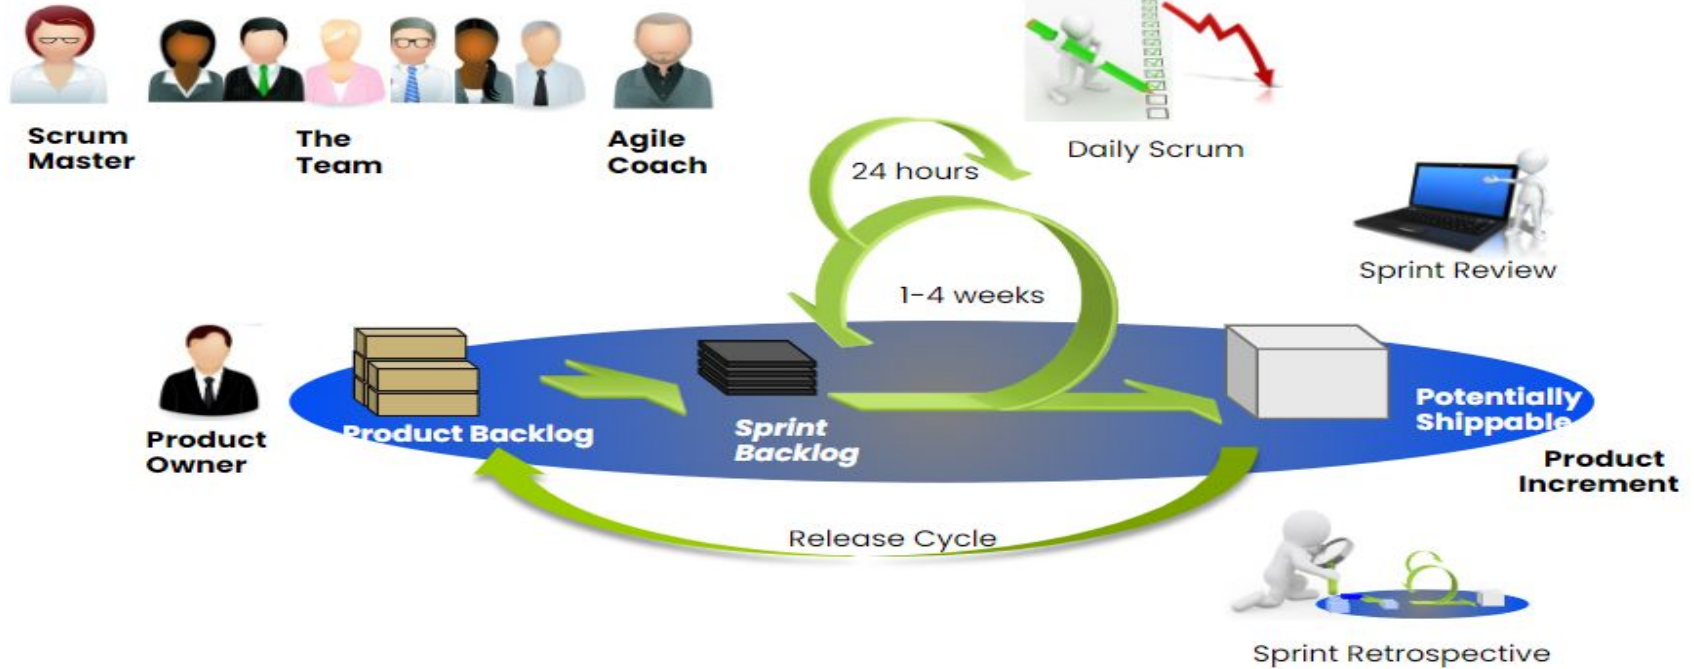 Scrum
Master
The
Team
Agile
Coach
24 hours
Daily Scrum
Sprint Review
1-4 weeks
Product
Owner
Product Backlog
Sprint
Backlog
Potentially
Shippable
Product
Increment
Release Cycle
Sprint Retrospective